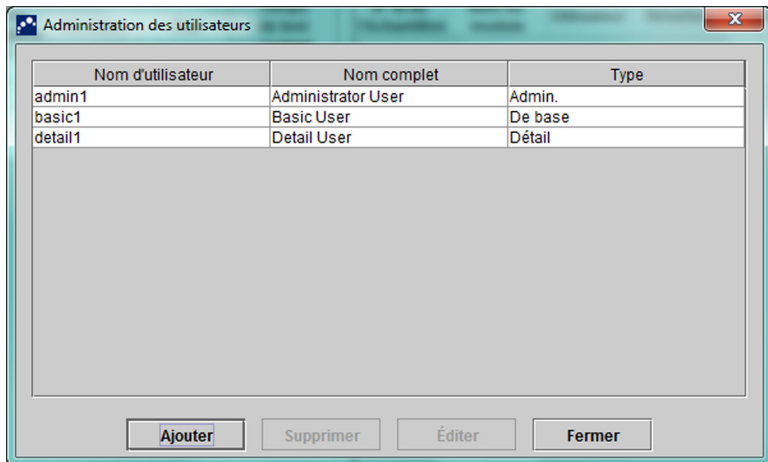 Administration des utilisateurs
Nom d'utilisateur Nom complet Type
admin1 Administrator User Admin.
basic1 Basic User De base
detail1 Detail User Détail
Ajouter Supprimer Éditer Fermer